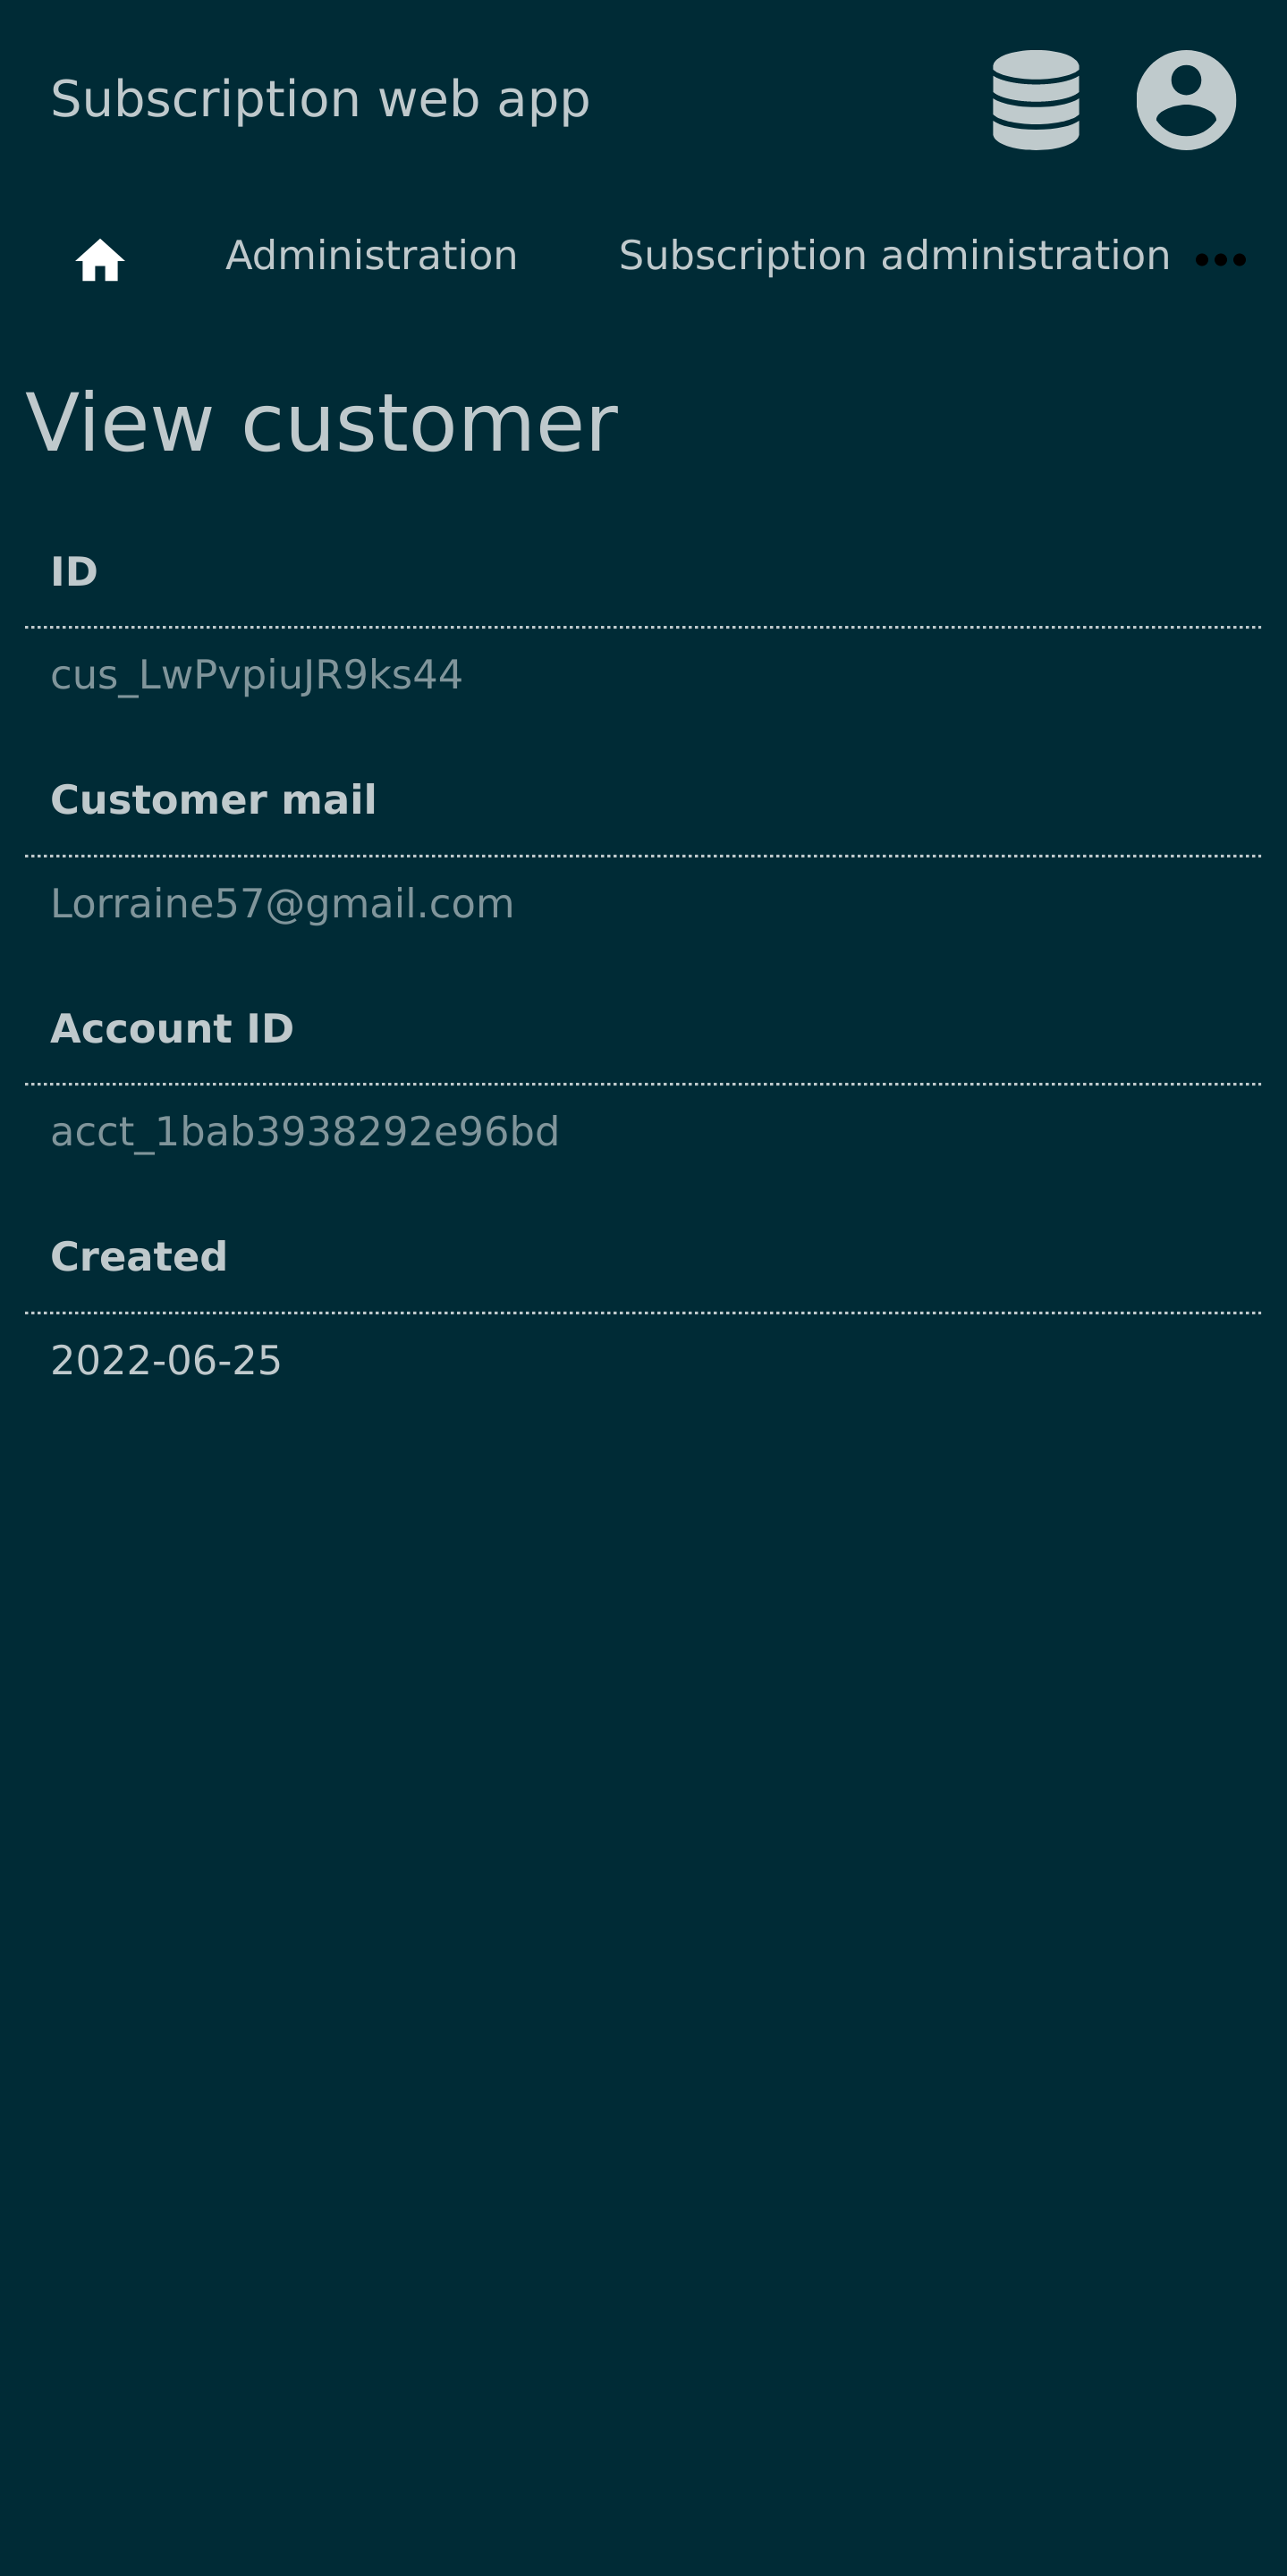 Subscription web app
Administration Subscription administration
View customer
ID
cus_LwPvpiuJR9ks44
Customer mail
Lorraine57@gmail.com
Account ID
acct_1bab3938292e96bd
Created
2022-06-25